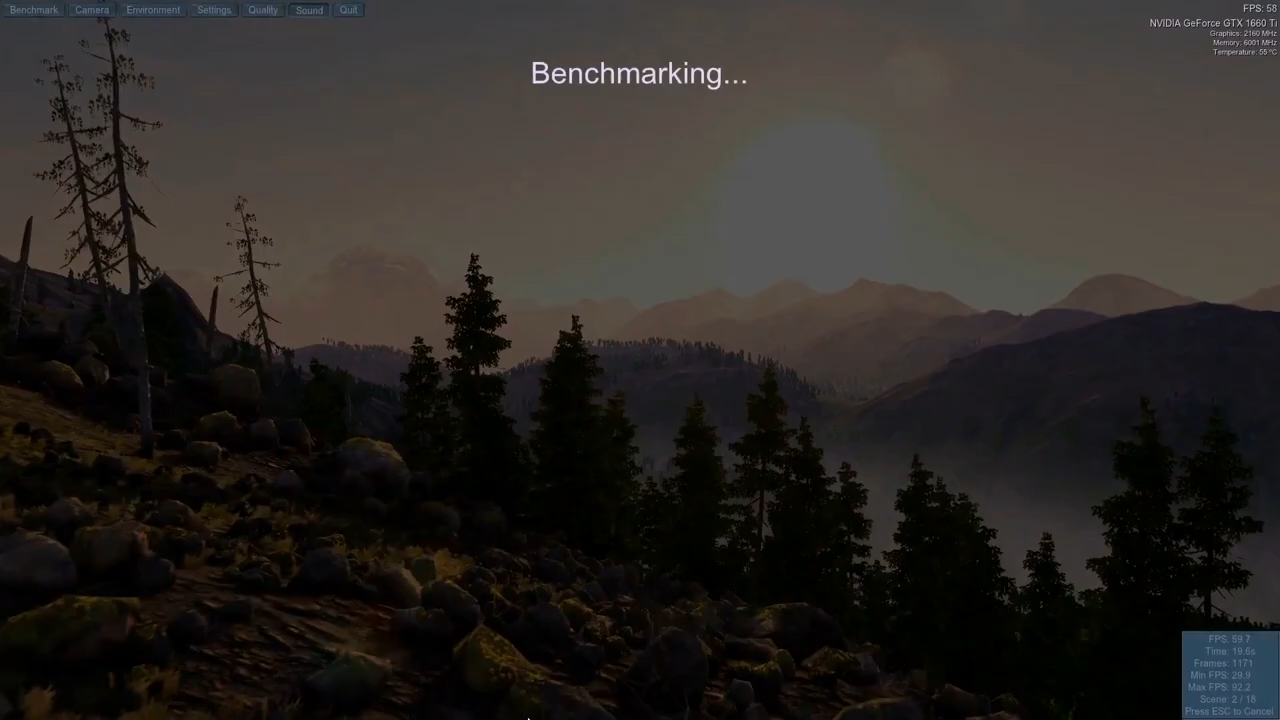 Benchmark Camera Environment Settings Quality Sound Quit
FPS: 58
NVIDIA GeForce GTX 1660 Ti
Graphics: 2160 MHz
Memory: 6001 MHz
Temperature: 55 °C
Benchmarking...
FPS: 59.7
Time: 19.6s
Frames: 1171
Min FPS: 29.9
Max FPS: 92.2
Scene: 2 / 18
Press ESC to Cancel